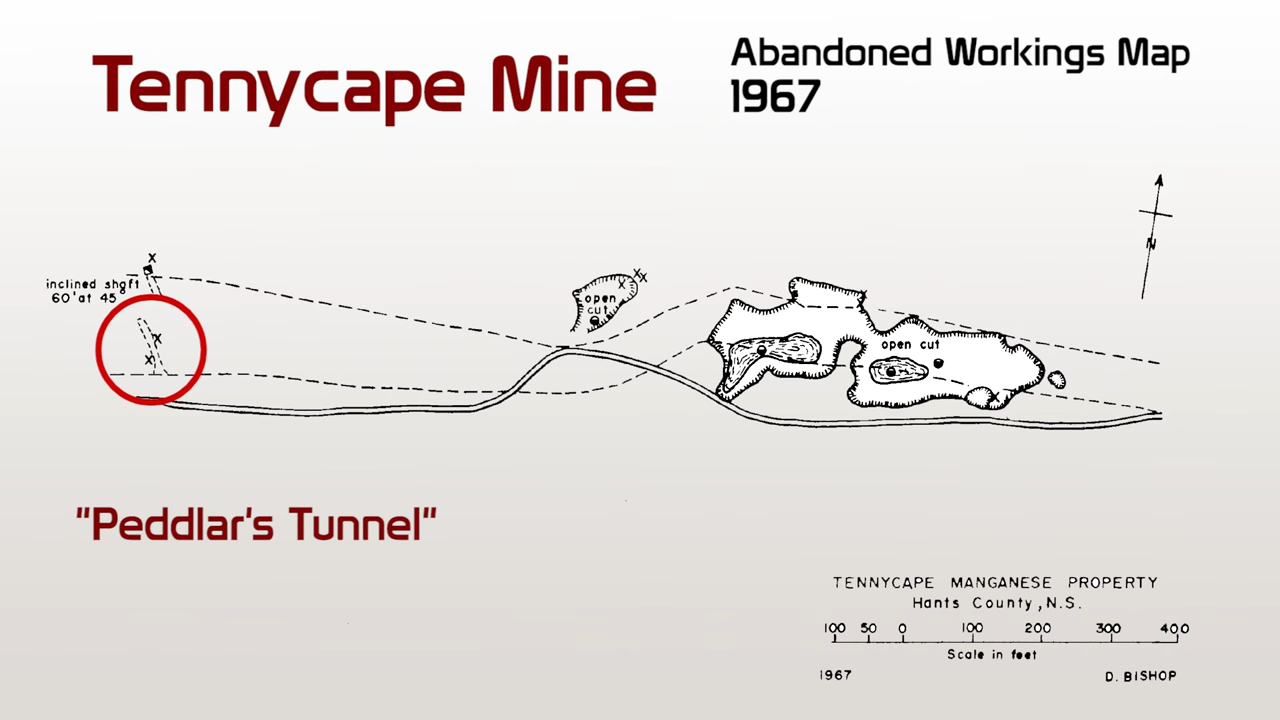 Tennycape Mine
Abandoned Workings Map
1967
X
inclined shaft
60' at 45°
X
X
open
cut
X
X
X
open cut
X
X
N
"Peddlar's Tunnel"
TENNYCAPE MANGANESE PROPERTY
Hants County, N.S.
100 50 0 100 200 300 400
Scale in feet
1967 D. BISHOP